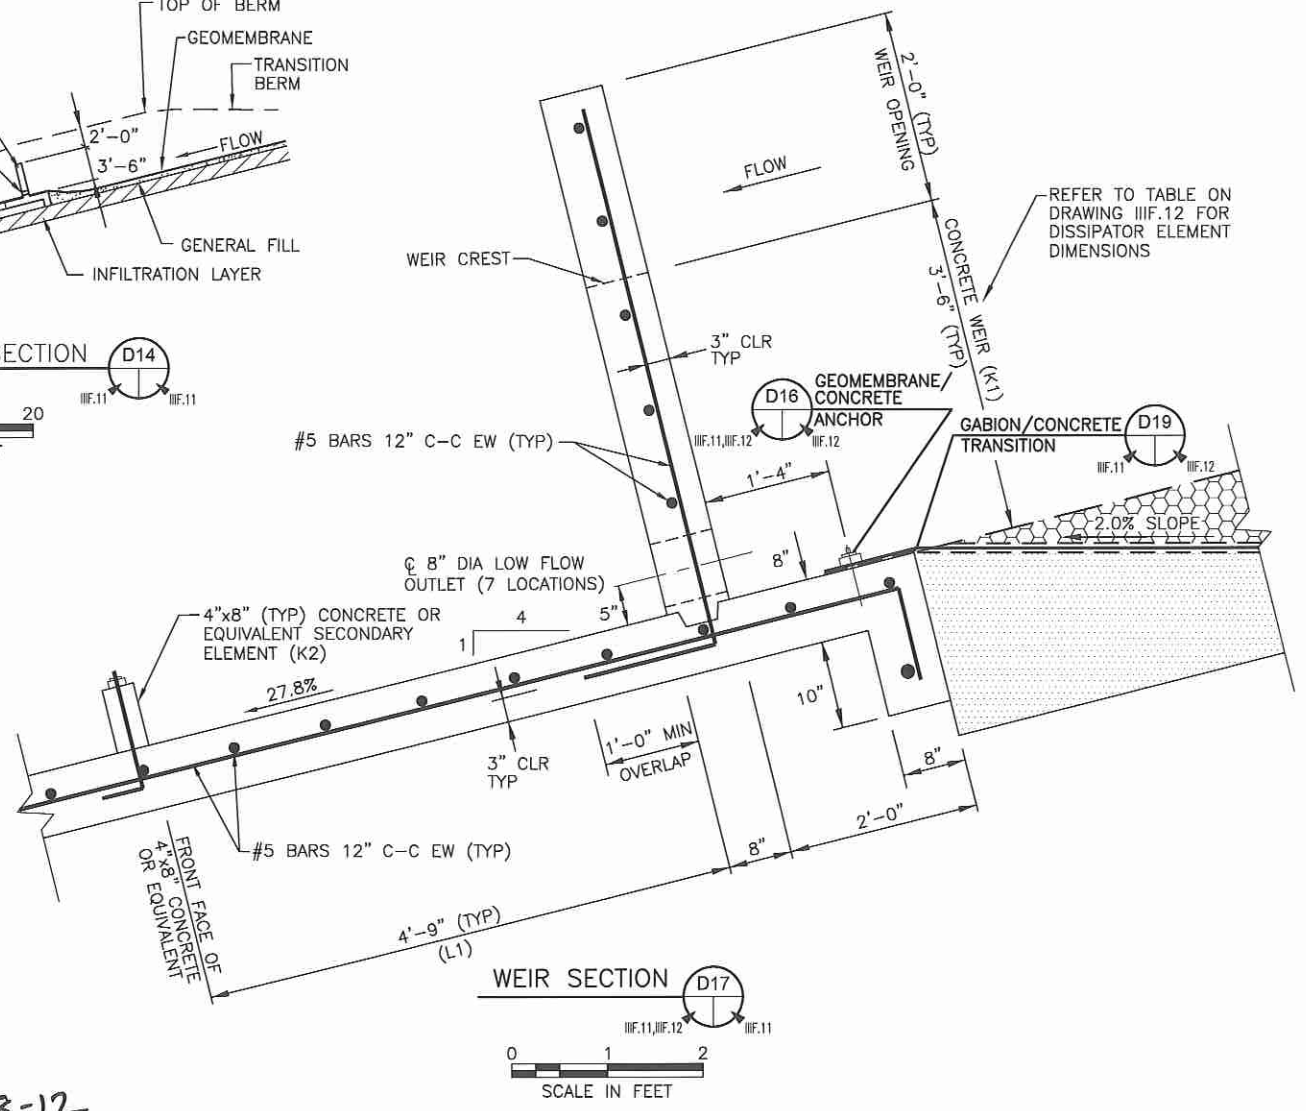 TOP OF BERM
GEOMEMBRANE
TRANSITION
BERM
2'-0"
FLOW
3'-6"
GENERAL FILL
INFILTRATION LAYER
ECTION
D14
IIIF.11 IIIF.11
20
2'-0" (TYP)
WEIR OPENING
FLOW
REFER TO TABLE ON
DRAWING IIIF.12 FOR
DISSIPATOR ELEMENT
DIMENSIONS
WEIR CREST
CONCRETE WEIR (K1)
3'-6" (TYP)
3" CLR
TYP
D16
IIIF.11,IIIF.12 IIIF.12
GEOMEMBRANE/
CONCRETE
ANCHOR
GABION/CONCRETE
TRANSITION
D19
IIIF.11 IIIF.12
#5 BARS 12" C-C EW (TYP)
1'-4"
2.0% SLOPE
℄ 8" DIA LOW FLOW
OUTLET (7 LOCATIONS)
8"
5"
4"x8" (TYP) CONCRETE OR
EQUIVALENT SECONDARY
ELEMENT (K2)
4
1
27.8%
10"
3" CLR
TYP
1'-0" MIN
OVERLAP
8"
2'-0"
8"
#5 BARS 12" C-C EW (TYP)
FRONT FACE OF
4"x8" CONCRETE
OR EQUIVALENT
4'-9" (TYP)
(L1)
WEIR SECTION
D17
IIIF.11,IIIF.12 IIIF.11
0 1 2
SCALE IN FEET
-12